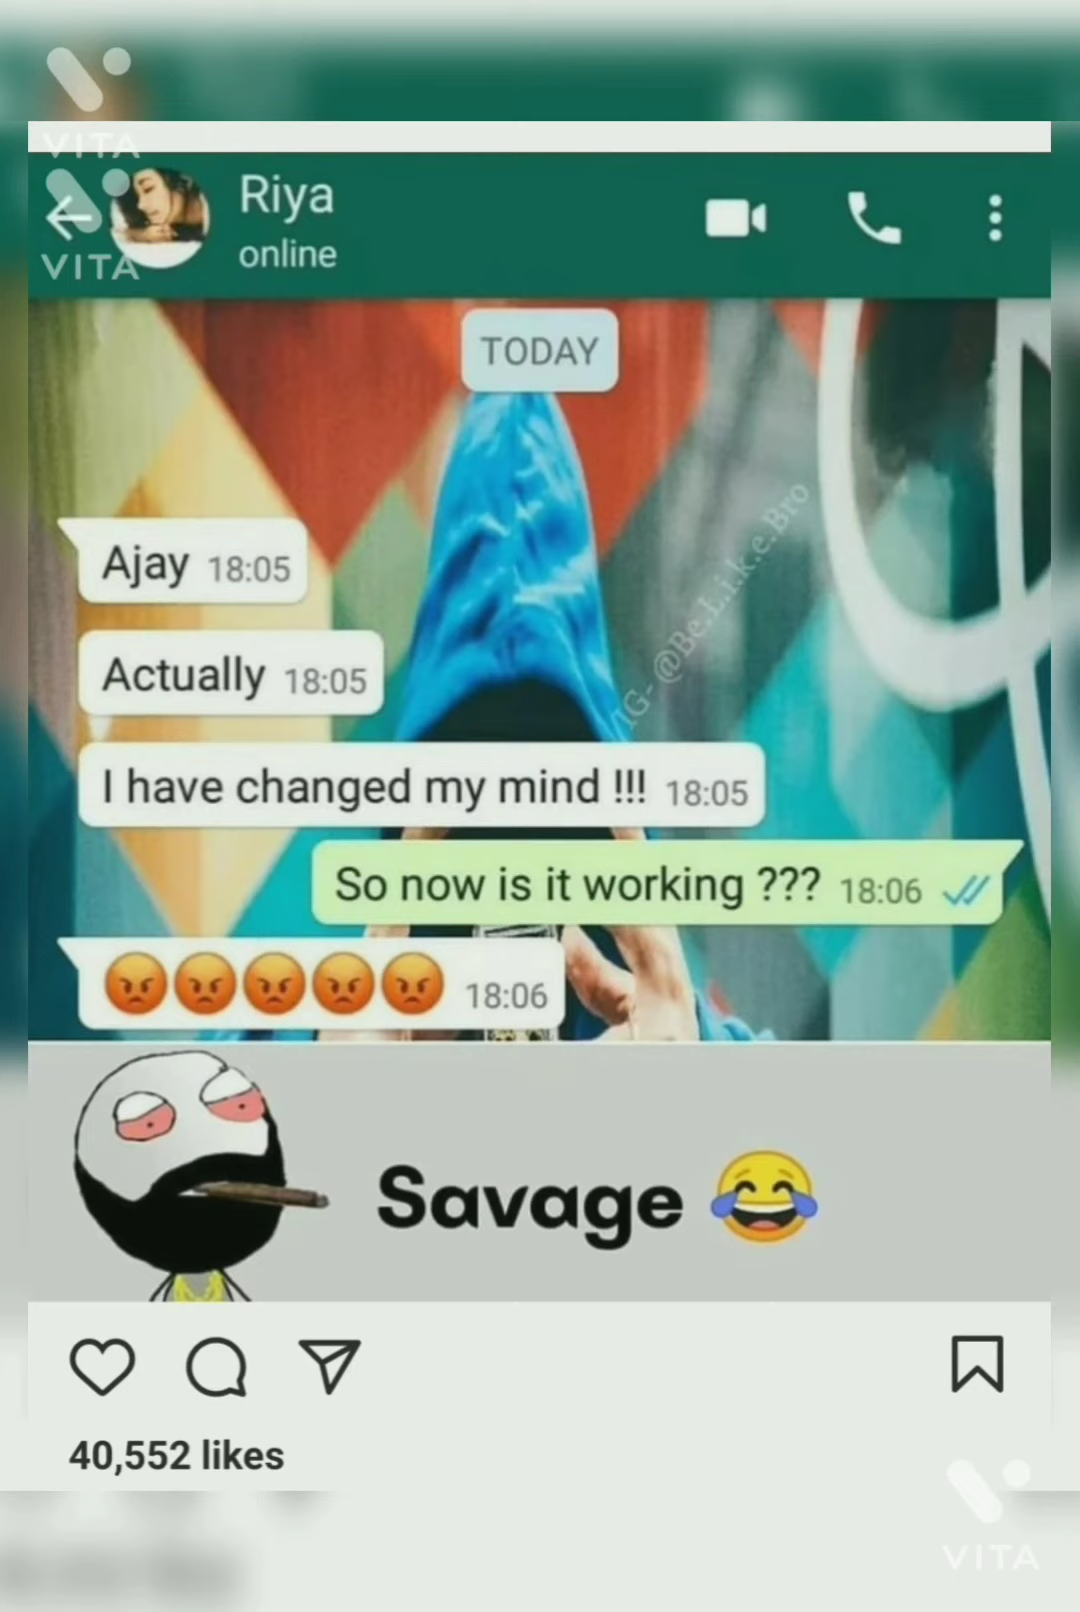 VITA
VITA
Riya
online
TODAY
Ajay 18:05
Actually 18:05
I have changed my mind !!! 18:05
IG- @Be.L.i.k.e.Bro
So now is it working ??? 18:06
😡😡😡😡😡 18:06
Savage 😂
40,552 likes
VITA